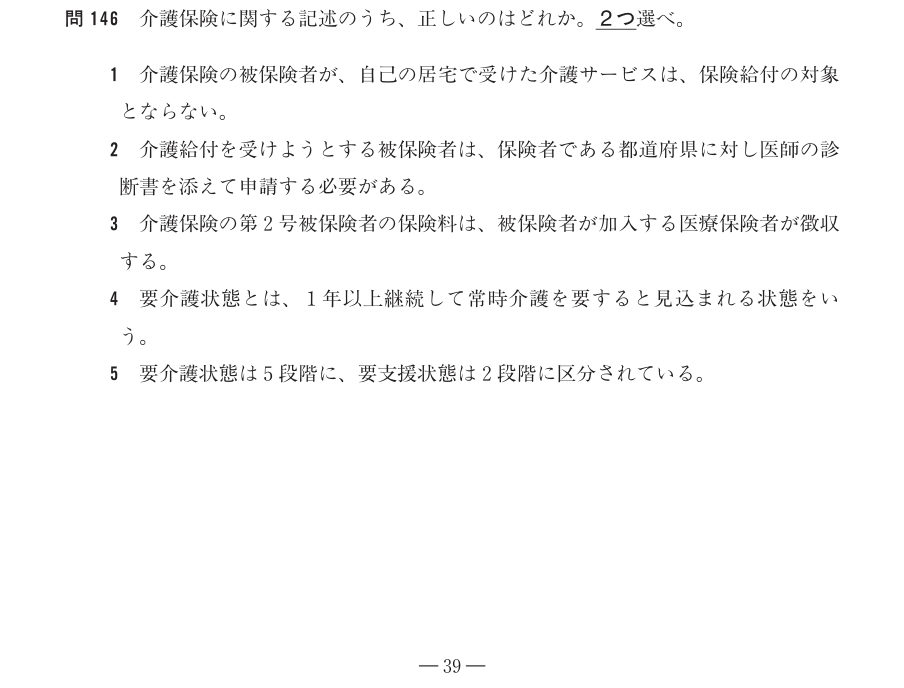 問 146　介護保険に関する記述のうち、正しいのはどれか。２つ選べ。
1　介護保険の被保険者が、自己の居宅で受けた介護サービスは、保険給付の対象
とならない。
2　介護給付を受けようとする被保険者は、保険者である都道府県に対し医師の診
断書を添えて申請する必要がある。
3　介護保険の第２号被保険者の保険料は、被保険者が加入する医療保険者が徴収
する。
4　要介護状態とは、１年以上継続して常時介護を要すると見込まれる状態をい
う。
5　要介護状態は５段階に、要支援状態は２段階に区分されている。
— 39 —